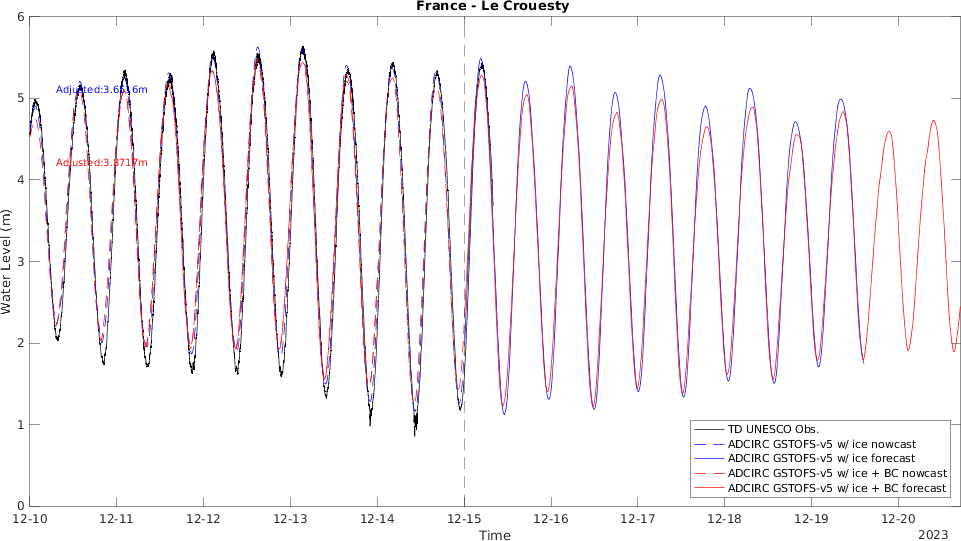 France - Le Crouesty
6
5
4
3
2
1
0
Water Level (m)
Adjusted:3.6516m
Adjusted:3.8717m
TD UNESCO Obs.
ADCIRC GSTOFS-v5 w/ ice nowcast
ADCIRC GSTOFS-v5 w/ ice forecast
ADCIRC GSTOFS-v5 w/ ice + BC nowcast
ADCIRC GSTOFS-v5 w/ ice + BC forecast
12-10 12-11 12-12 12-13 12-14 12-15 12-16 12-17 12-18 12-19 12-20
Time
2023